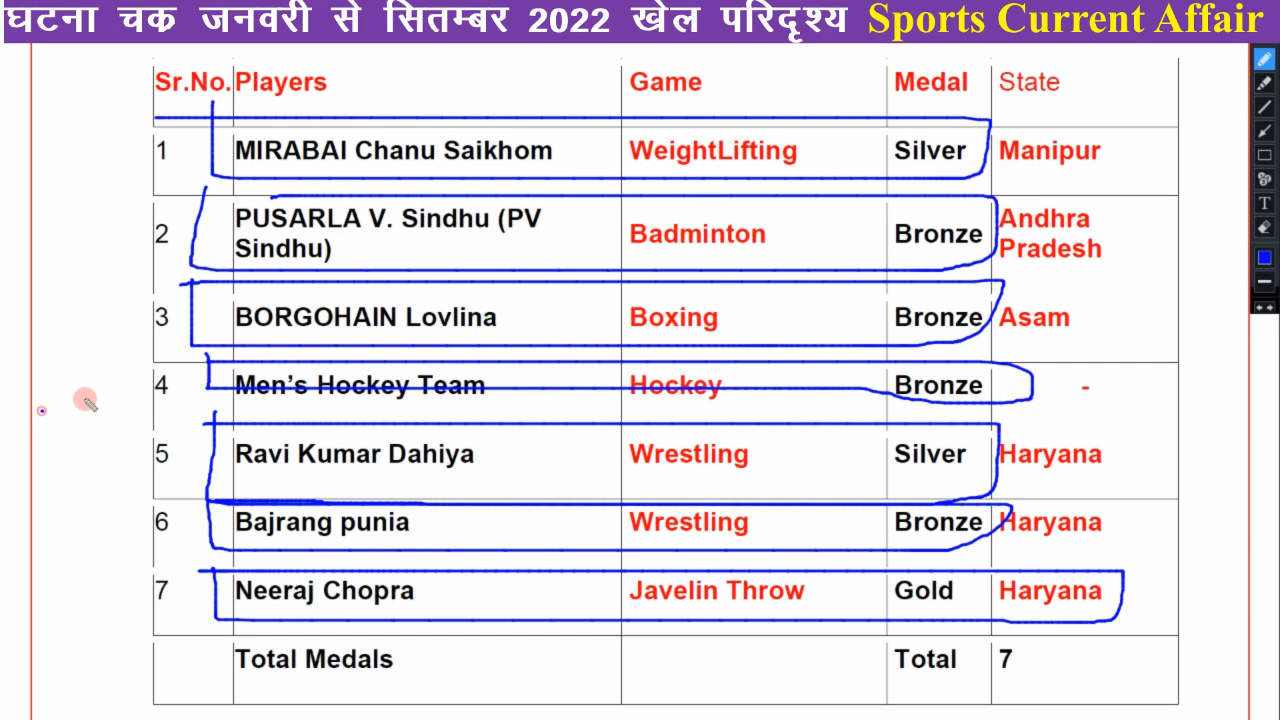 घटना चक्र जनवरी से सितम्बर 2022 खेल परिदृश्य Sports Current Affair
Sr.No. Players Game Medal State
1 MIRABAI Chanu Saikhom WeightLifting Silver Manipur
2 PUSARLA V. Sindhu (PV Sindhu) Badminton Bronze Andhra Pradesh
3 BORGOHAIN Lovlina Boxing Bronze Asam
4 Men’s Hockey Team Hockey Bronze -
5 Ravi Kumar Dahiya Wrestling Silver Haryana
6 Bajrang punia Wrestling Bronze Haryana
7 Neeraj Chopra Javelin Throw Gold Haryana
Total Medals Total 7